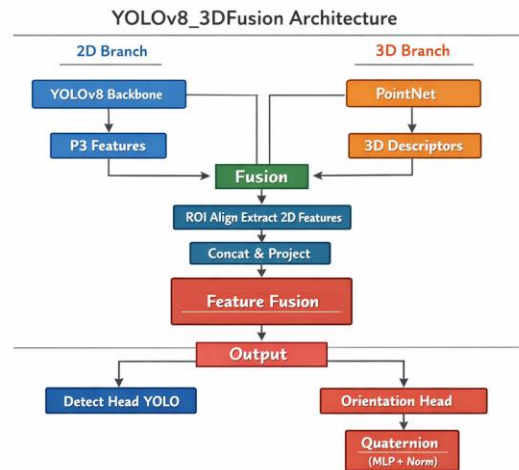 YOLOv8_3DFusion Architecture
2D Branch
3D Branch
YOLOv8 Backbone
PointNet
P3 Features
3D Descriptors
Fusion
ROI Align Extract 2D Features
Concat & Project
Feature Fusion
Output
Detect Head YOLO
Orientation Head
Quaternion
(MLP + Norm)